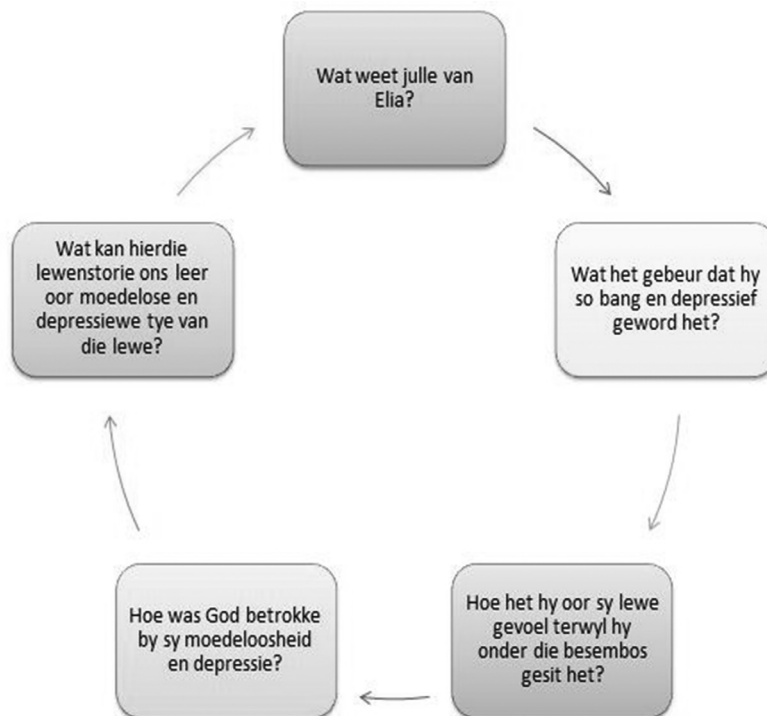 Wat weet julle van
Elia?
Wat het gebeur dat hy
so bang en depressief
geword het?
Hoe het hy oor sy lewe
gevoel terwyl hy
onder die besembos
gesit het?
Hoe was God betrokke
by sy moedeloosheid
en depressie?
Wat kan hierdie
lewenstorie ons leer
oor moedelose en
depressiewe tye van
die lewe?